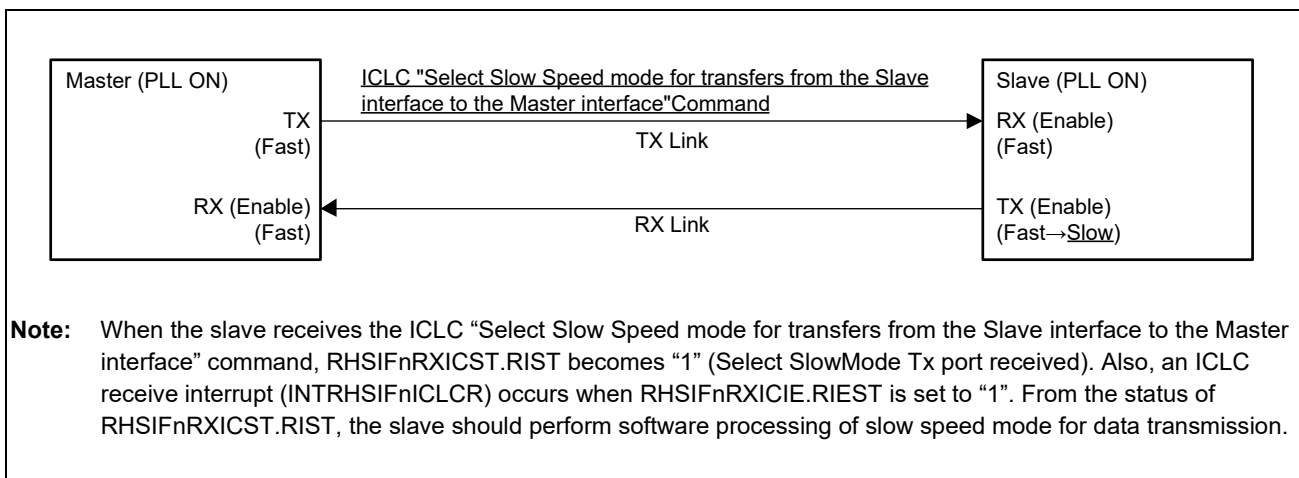 Master (PLL ON)
ICLC "Select Slow Speed mode for transfers from the Slave
interface to the Master interface"Command
Slave (PLL ON)
TX
(Fast)
TX Link
RX (Enable)
(Fast)
RX (Enable)
(Fast)
RX Link
TX (Enable)
(Fast→Slow)
Note: When the slave receives the ICLC “Select Slow Speed mode for transfers from the Slave interface to the Master
interface” command, RHSIFnRXICST.RIST becomes “1” (Select SlowMode Tx port received). Also, an ICLC
receive interrupt (INTRHSIFnICLCR) occurs when RHSIFnRXICIE.RIEST is set to “1”. From the status of
RHSIFnRXICST.RIST, the slave should perform software processing of slow speed mode for data transmission.